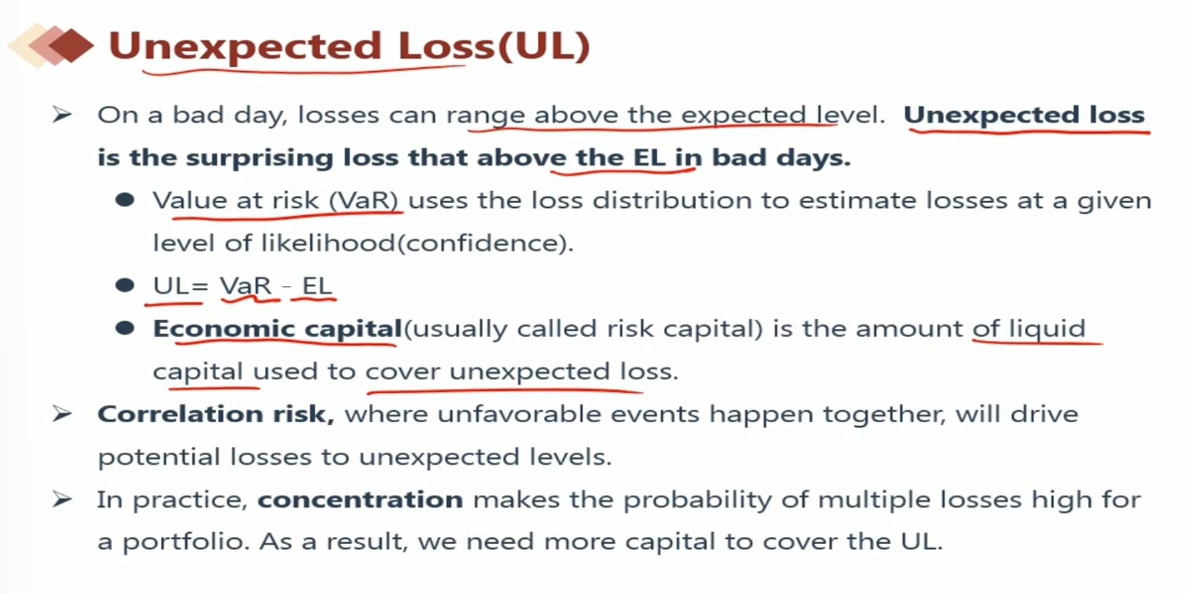 Unexpected Loss(UL)
➢ On a bad day, losses can range above the expected level. Unexpected loss
is the surprising loss that above the EL in bad days.
● Value at risk (VaR) uses the loss distribution to estimate losses at a given
level of likelihood(confidence).
● UL= VaR - EL
● Economic capital(usually called risk capital) is the amount of liquid
capital used to cover unexpected loss.
➢ Correlation risk, where unfavorable events happen together, will drive
potential losses to unexpected levels.
➢ In practice, concentration makes the probability of multiple losses high for
a portfolio. As a result, we need more capital to cover the UL.